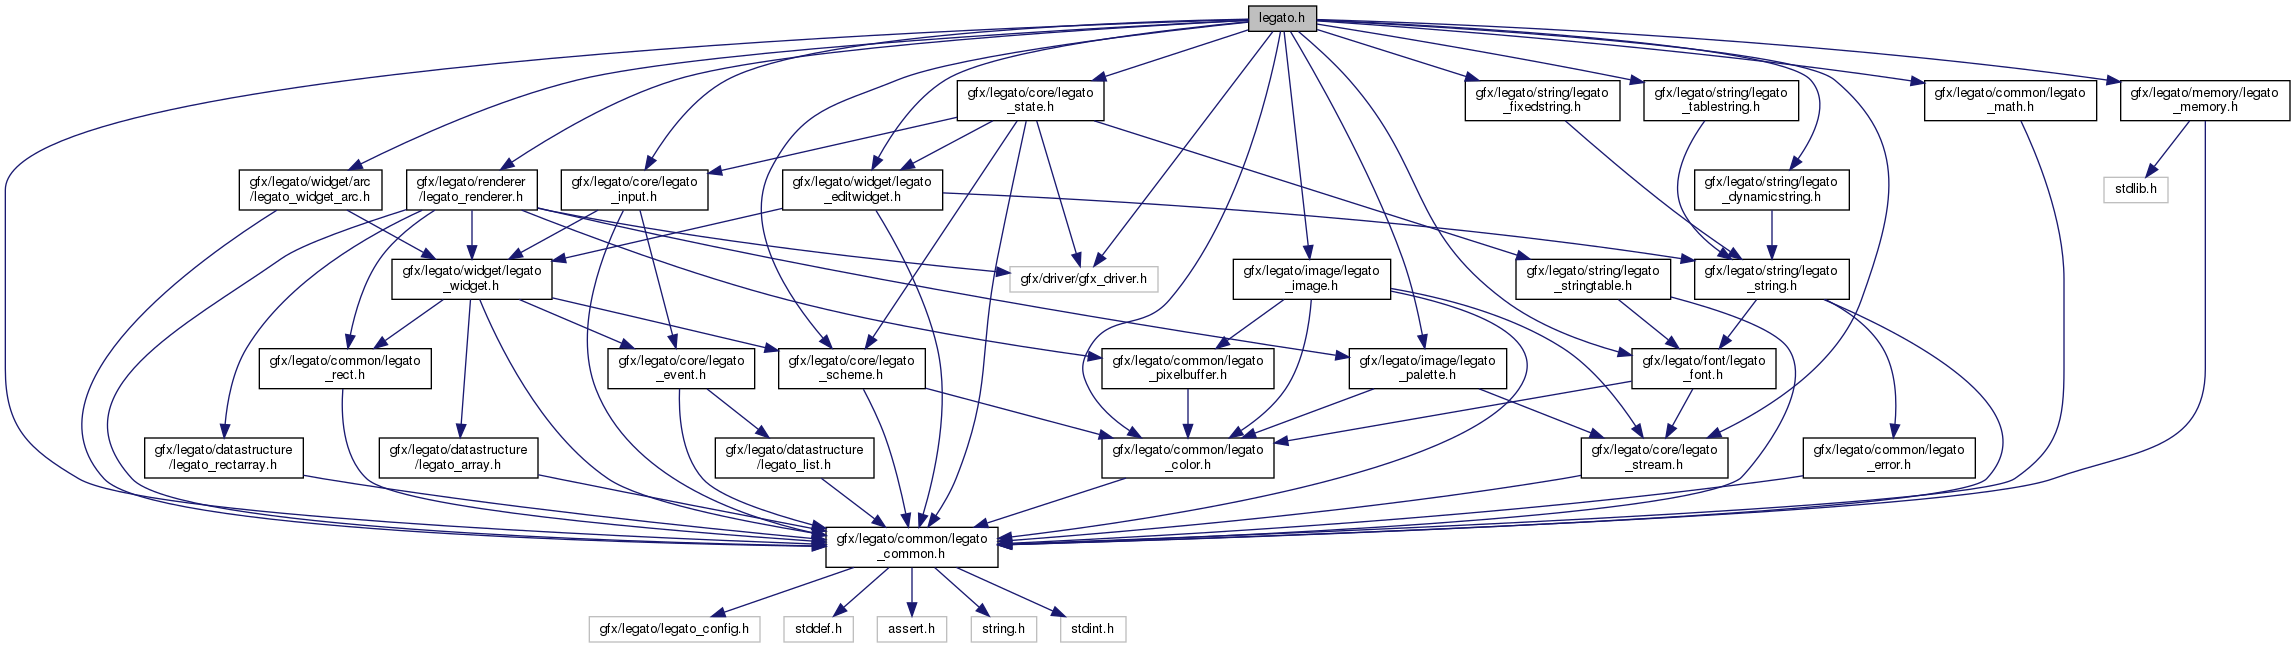 legato.h
gfx/legato/core/legato
_state.h
gfx/legato/string/legato
_fixedstring.h
gfx/legato/string/legato
_tablestring.h
gfx/legato/common/legato
_math.h
gfx/legato/memory/legato
_memory.h
gfx/legato/widget/arc
/legato_widget_arc.h
gfx/legato/renderer
/legato_renderer.h
gfx/legato/core/legato
_input.h
gfx/legato/widget/legato
_editwidget.h
gfx/legato/string/legato
_dynamicstring.h
stdlib.h
gfx/legato/widget/legato
_widget.h
gfx/driver/gfx_driver.h
gfx/legato/image/legato
_image.h
gfx/legato/string/legato
_stringtable.h
gfx/legato/string/legato
_string.h
gfx/legato/common/legato
_rect.h
gfx/legato/core/legato
_event.h
gfx/legato/core/legato
_scheme.h
gfx/legato/common/legato
_pixelbuffer.h
gfx/legato/image/legato
_palette.h
gfx/legato/font/legato
_font.h
gfx/legato/datastructure
/legato_rectarray.h
gfx/legato/datastructure
/legato_array.h
gfx/legato/datastructure
/legato_list.h
gfx/legato/common/legato
_color.h
gfx/legato/core/legato
_stream.h
gfx/legato/common/legato
_error.h
gfx/legato/common/legato
_common.h
gfx/legato/legato_config.h
stddef.h
assert.h
string.h
stdint.h